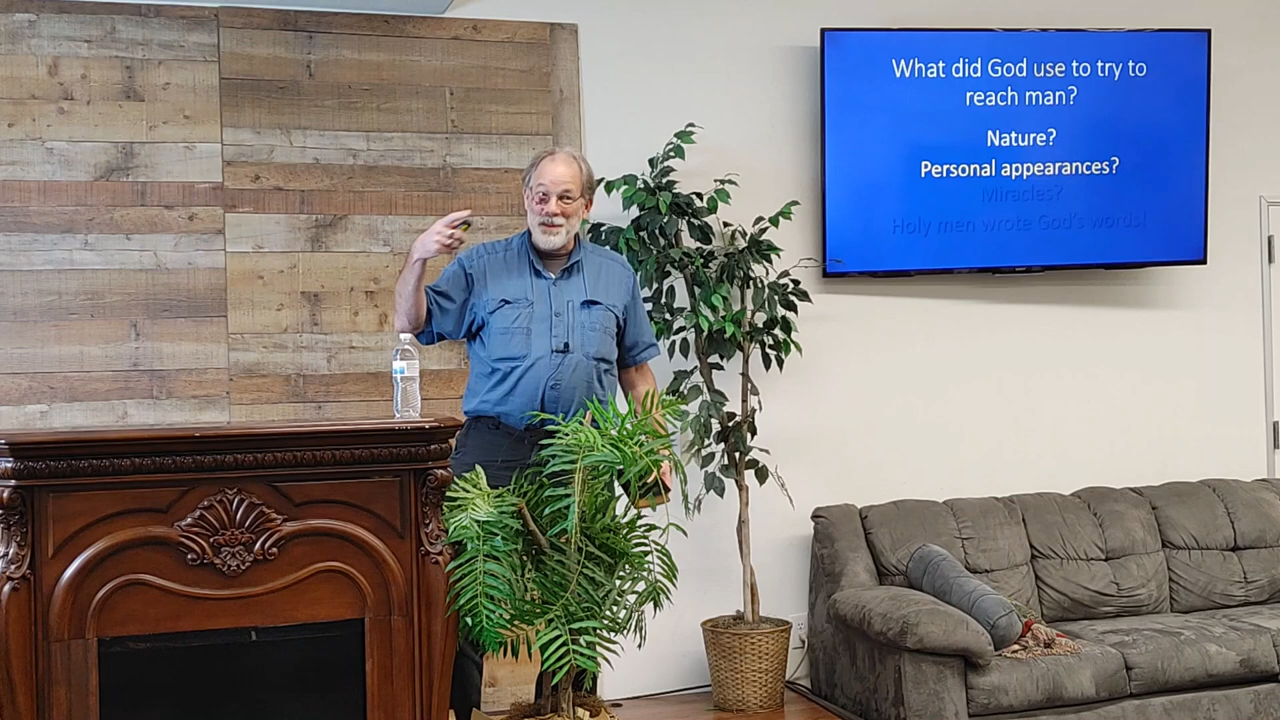 What did God use to try to
reach man?
Nature?
Personal appearances?
Miracles?
Holy men wrote God's words!